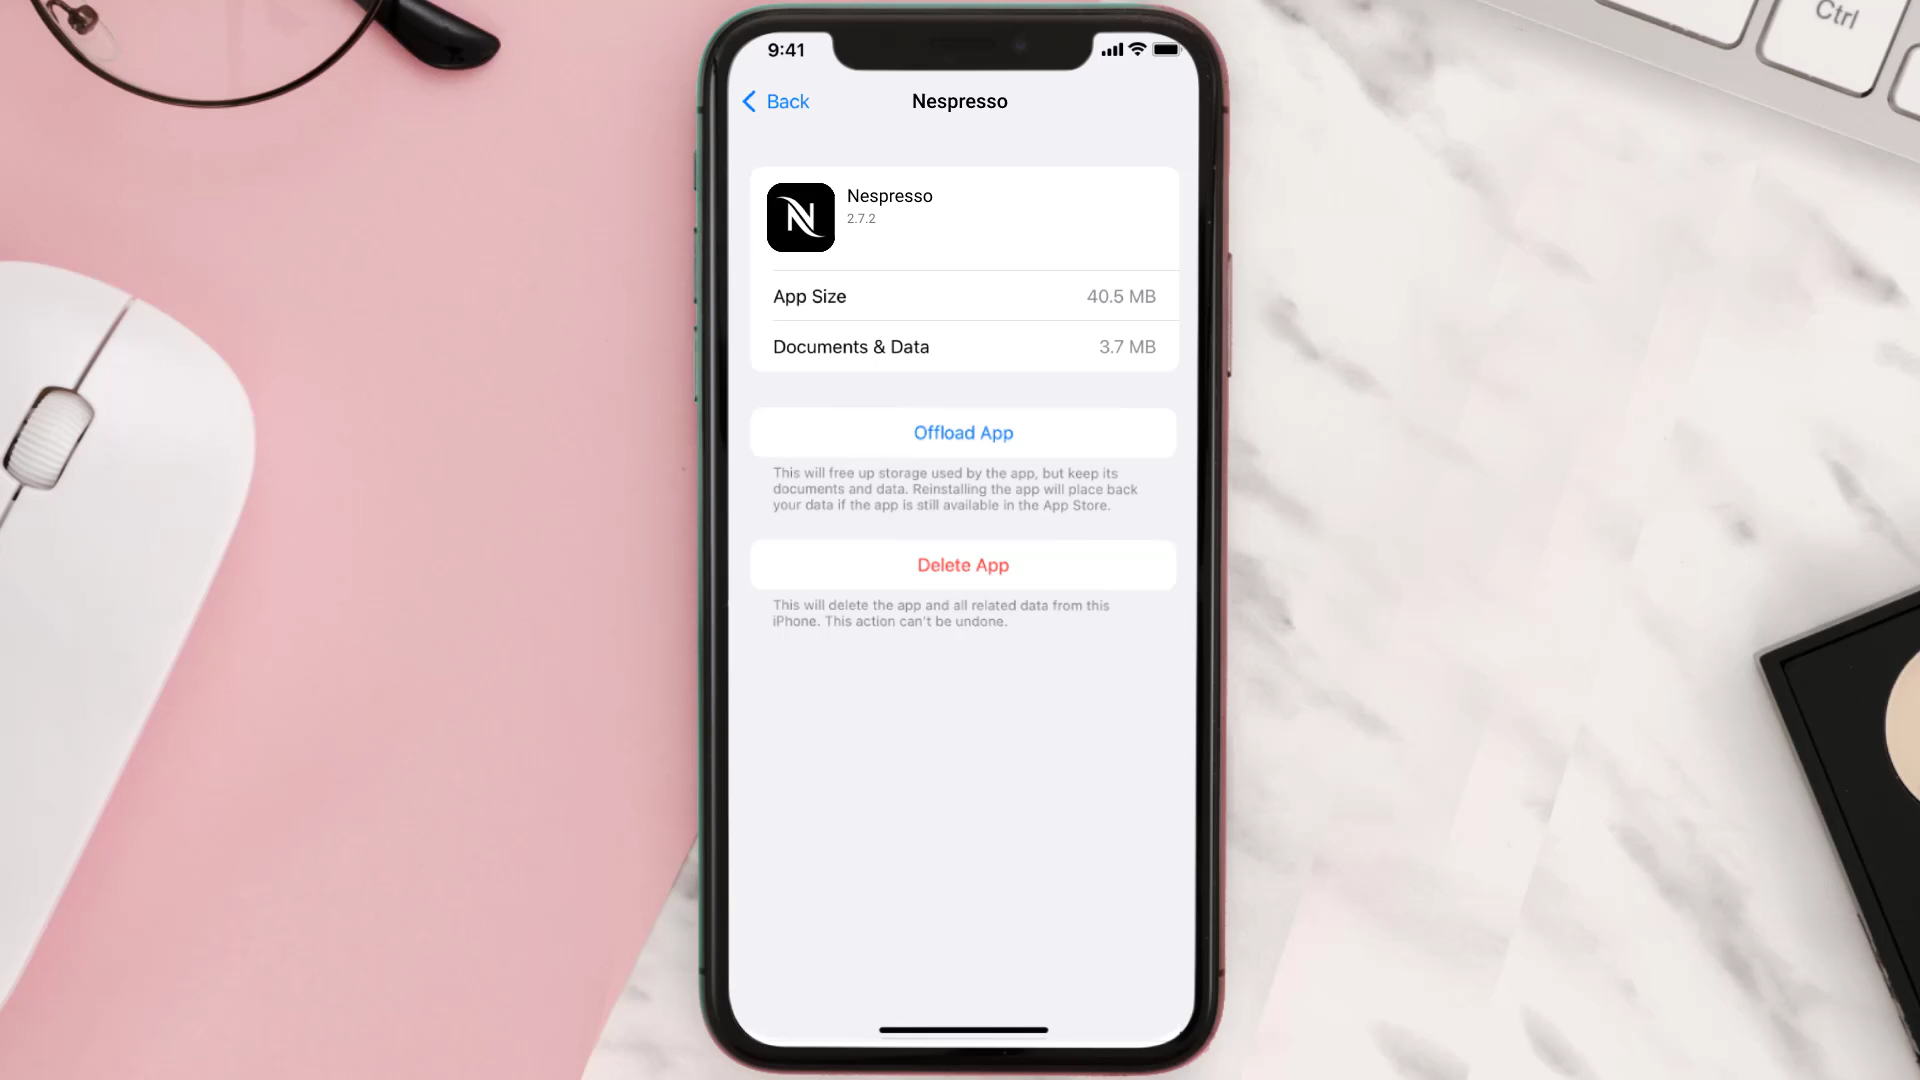 Ctrl
9:41
Back
Nespresso
N
Nespresso
2.7.2
App Size
40.5 MB
Documents & Data
3.7 MB
Offload App
This will free up storage used by the app, but keep its
documents and data. Reinstalling the app will place back
your data if the app is still available in the App Store.
Delete App
This will delete the app and all related data from this
iPhone. This action can't be undone.